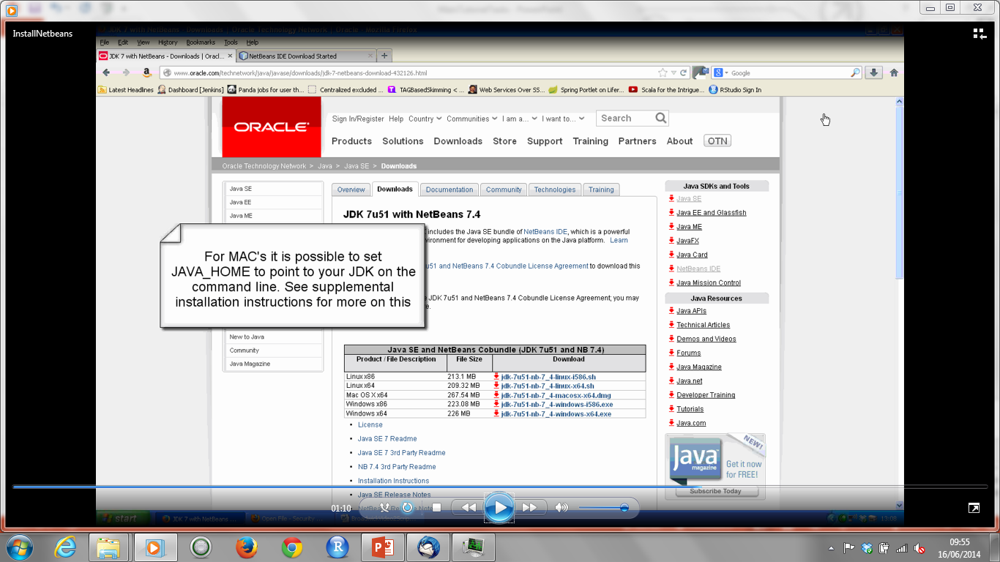 InstallNetbeans
JDK 7 with NetBeans - Downloads | Oracle Technology Network | Oracle - Mozilla Firefox
File Edit View History Bookmarks Tools Help
JDK 7 with NetBeans - Downloads | Oracl...
NetBeans IDE Download Started
www.oracle.com/technetwork/java/javase/downloads/jdk-7-netbeans-download-432126.html
Google
Latest Headlines Dashboard [Jenkins] Panda jobs for user th... Centralized excluded ... TAGBasedSkimming < ... Web Services Over SS... Spring Portlet on Lifer... Scala for the Intrigue... RStudio Sign In
ORACLE
Sign In/Register Help Country Communities I am a... I want to... Search
Products Solutions Downloads Store Support Training Partners About OTN
Oracle Technology Network > Java > Java SE > Downloads
Java SE
Java EE
Java ME
New to Java
Community
Java Magazine
Overview Downloads Documentation Community Technologies Training
JDK 7u51 with NetBeans 7.4
includes the Java SE bundle of NetBeans IDE, which is a powerful
vironment for developing applications on the Java platform. Learn
u51 and NetBeans 7.4 Cobundle License Agreement to download this
JDK 7u51 and NetBeans 7.4 Cobundle License Agreement; you may
re.
For MAC's it is possible to set
JAVA_HOME to point to your JDK on the
command line. See supplemental
installation instructions for more on this
Java SE and NetBeans Cobundle (JDK 7u51 and NB 7.4)
Product / File Description File Size Download
Linux x86 213.1 MB jdk-7u51-nb-7_4-linux-i586.sh
Linux x64 209.32 MB jdk-7u51-nb-7_4-linux-x64.sh
Mac OS X x64 267.54 MB jdk-7u51-nb-7_4-macosx-x64.dmg
Windows x86 223.08 MB jdk-7u51-nb-7_4-windows-i586.exe
Windows x64 226 MB jdk-7u51-nb-7_4-windows-x64.exe
License
Java SE 7 Readme
Java SE 7 3rd Party Readme
NB 7.4 3rd Party Readme
Installation Instructions
Java SE Release Notes
NetBeans Release Notes
Java SDKs and Tools
Java SE
Java EE and Glassfish
Java ME
JavaFX
Java Card
NetBeans IDE
Java Mission Control
Java Resources
Java APIs
Technical Articles
Demos and Videos
Forums
Java Magazine
Java.net
Developer Training
Tutorials
Java.com
NEW!
Java
magazine
Get it now
for FREE!
Subscribe Today
01:10
start
JDK 7 with NetBeans
Open File - Security
13:08
09:55
16/06/2014